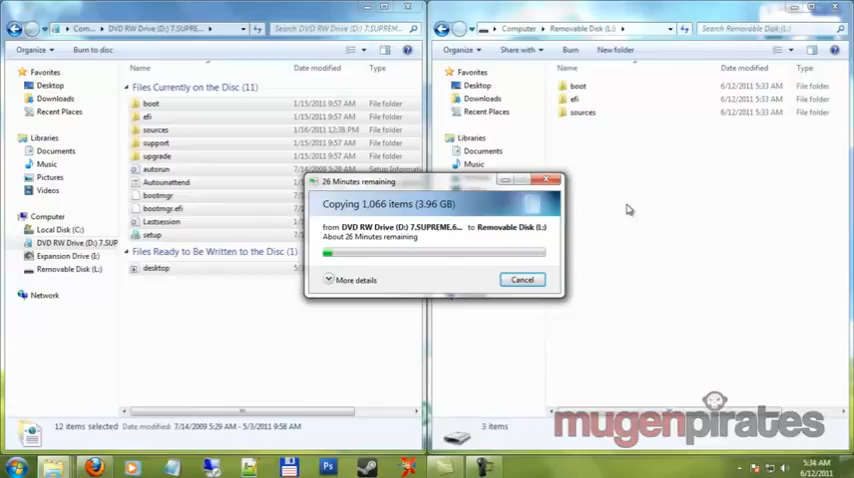 Com... ▸ DVD RW Drive (D:) 7.SUPREME... ▸
Search DVD RW Drive (D:) 7.SUPREM...
Organize
Burn to disc
Name
Date modified
Type
Favorites
Desktop
Downloads
Recent Places
Libraries
Documents
Music
Pictures
Videos
Computer
Local Disk (C:)
DVD RW Drive (D:) 7.SUP
Expansion Drive (I:)
Removable Disk (L:)
Network
Files Currently on the Disc (11)
boot 1/15/2011 9:57 AM File folder
efi 1/15/2011 9:57 AM File folder
sources 1/16/2011 12:38 PM File folder
support 1/15/2011 9:57 AM File folder
upgrade 1/15/2011 9:57 AM File folder
autorun 7/14/2009 5:29 AM Setup Informatio
Autounattend
bootmgr
bootmgr.efi
Lastsession
setup
Files Ready to Be Written to the Disc (1)
desktop
12 items selected Date modified: 7/14/2009 5:29 AM - 5/3/2011 9:58 AM
Computer ▸ Removable Disk (L:) ▸
Search Removable Disk (L:)
Organize
Share with
Burn
New folder
Name
Date modified
Type
Favorites
Desktop
Downloads
Recent Places
Libraries
Documents
Music
boot 6/12/2011 5:33 AM File folder
efi 6/12/2011 5:33 AM File folder
sources 6/12/2011 5:33 AM File folder
3 items
26 Minutes remaining
Copying 1,066 items (3.96 GB)
from DVD RW Drive (D:) 7.SUPREME.6... to Removable Disk (L:)
About 26 Minutes remaining
More details
Cancel
mugenpirates
Ps
5:34 AM
6/12/2011